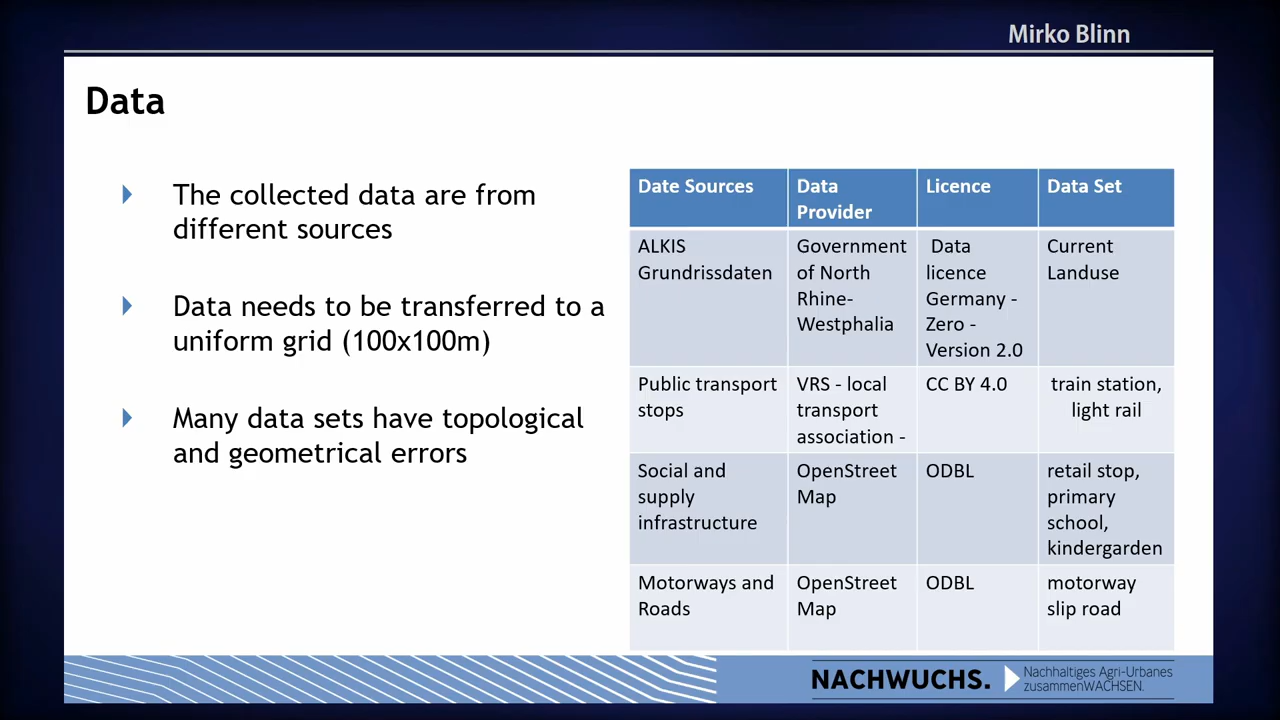 Mirko Blinn
Data
The collected data are from
different sources
Data needs to be transferred to a
uniform grid (100x100m)
Many data sets have topological
and geometrical errors
Date Sources
Data
Provider
Licence
Data Set
ALKIS
Grundrissdaten
Government
of North
Rhine-
Westphalia
Data
licence
Germany -
Zero -
Version 2.0
Current
Landuse
Public transport
stops
VRS - local
transport
association -
CC BY 4.0
train station,
light rail
Social and
supply
infrastructure
OpenStreet
Map
ODBL
retail stop,
primary
school,
kindergarden
Motorways and
Roads
OpenStreet
Map
ODBL
motorway
slip road
NACHWUCHS.
Nachhaltiges Agri-Urbanes
zusammenWACHSEN.